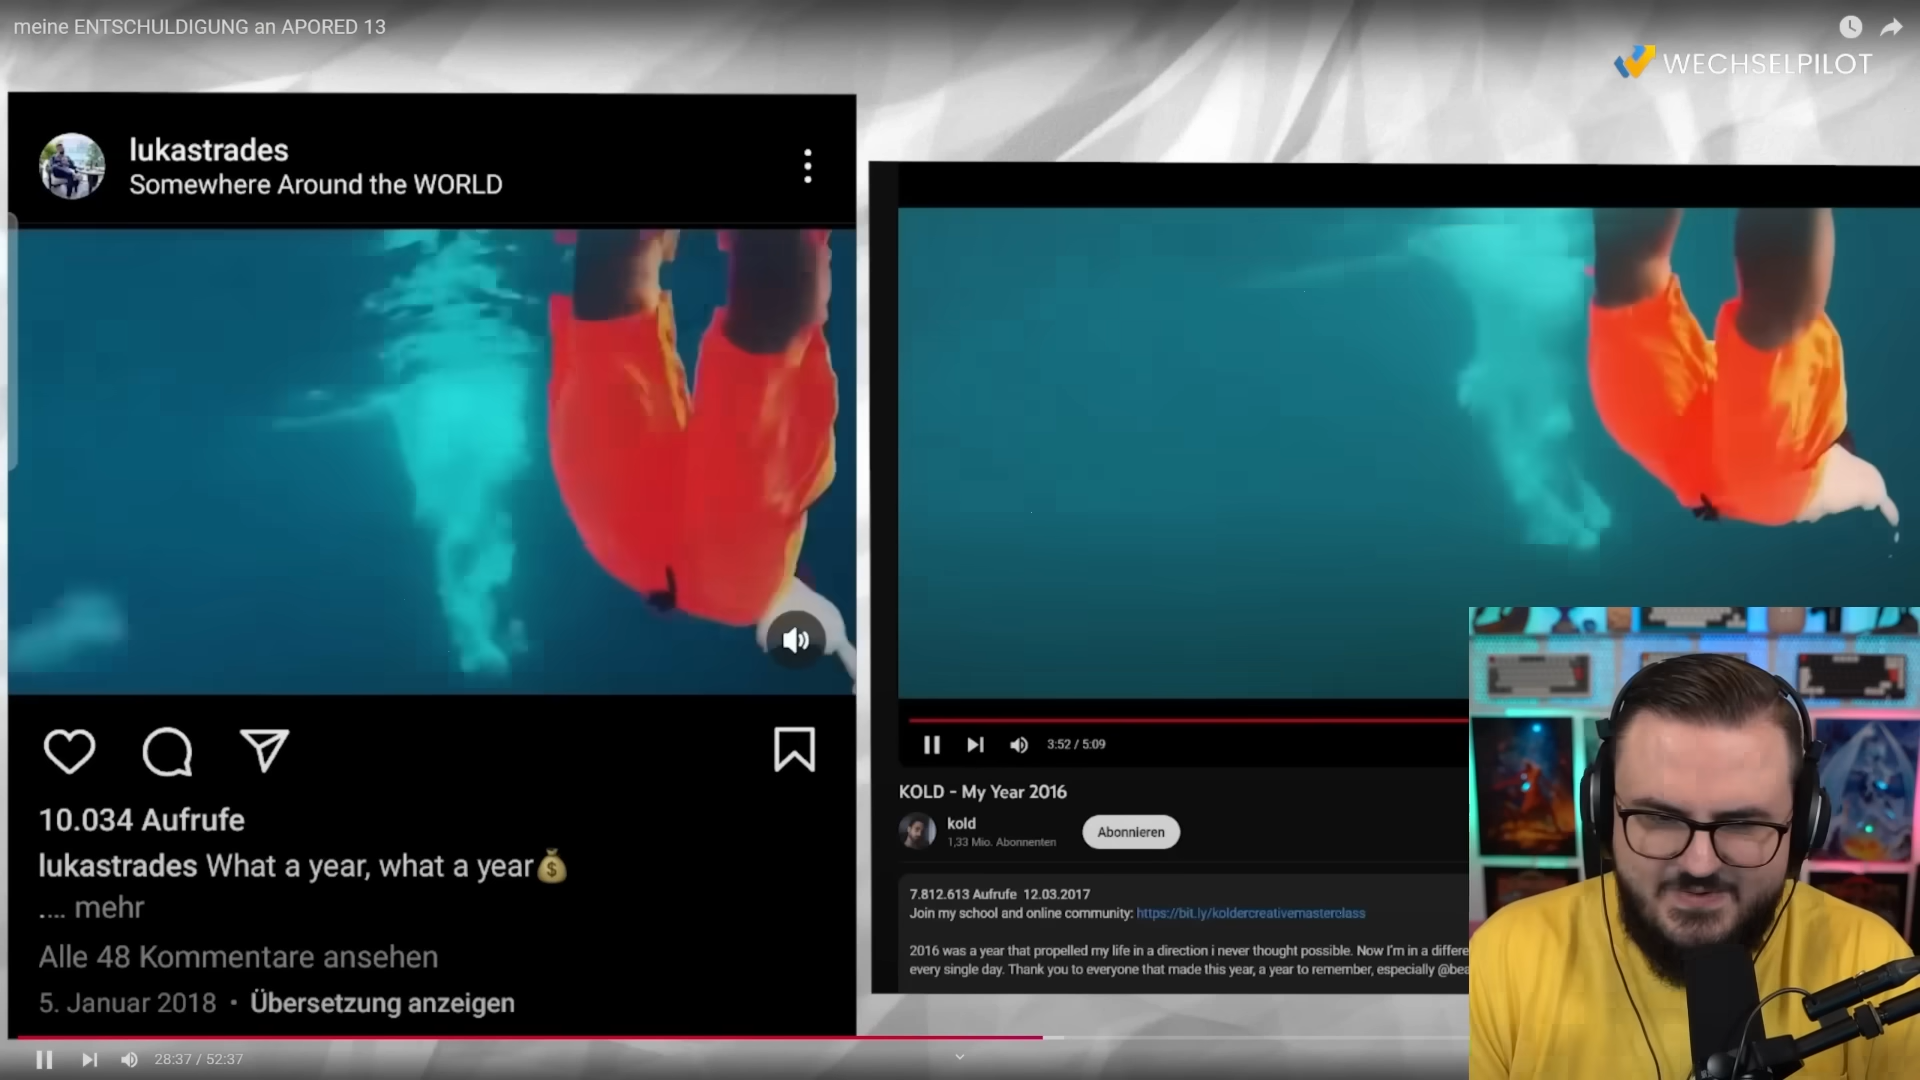 meine ENTSCHULDIGUNG an APORED 13
WECHSELPILOT
lukastrades
Somewhere Around the WORLD
10.034 Aufrufe
lukastrades What a year, what a year
.... mehr
Alle 48 Kommentare ansehen
5. Januar 2018 • Übersetzung anzeigen
3:52 / 5:09
KOLD - My Year 2016
kold
1,33 Mio. Abonnenten
Abonnieren
7.812.613 Aufrufe 12.03.2017
Join my school and online community: https://bit.ly/koldercreativemasterclass
2016 was a year that propelled my life in a direction i never thought possible. Now I'm in a differe
every single day. Thank you to everyone that made this year, a year to remember, especially @bea
28:37 / 52:37